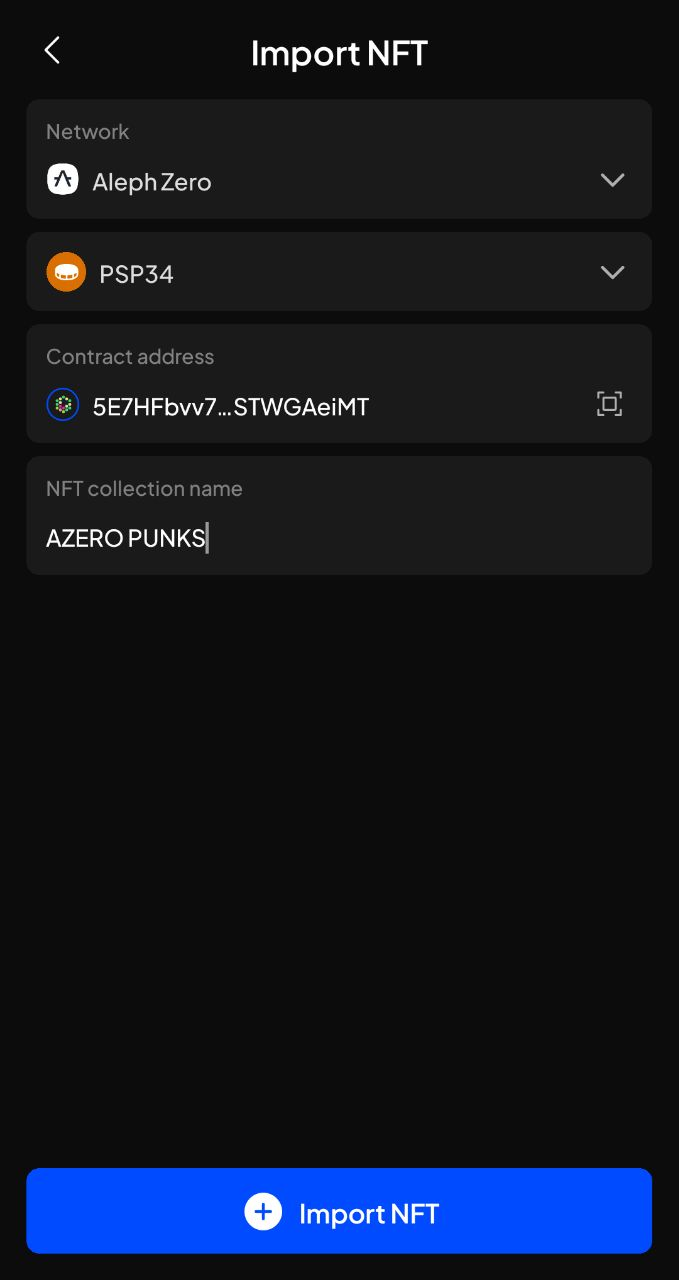 Import NFT
Network
Aleph Zero
PSP34
Contract address
5E7HFbvv7...STWGAeiMT
NFT collection name
AZERO PUNKS
Import NFT